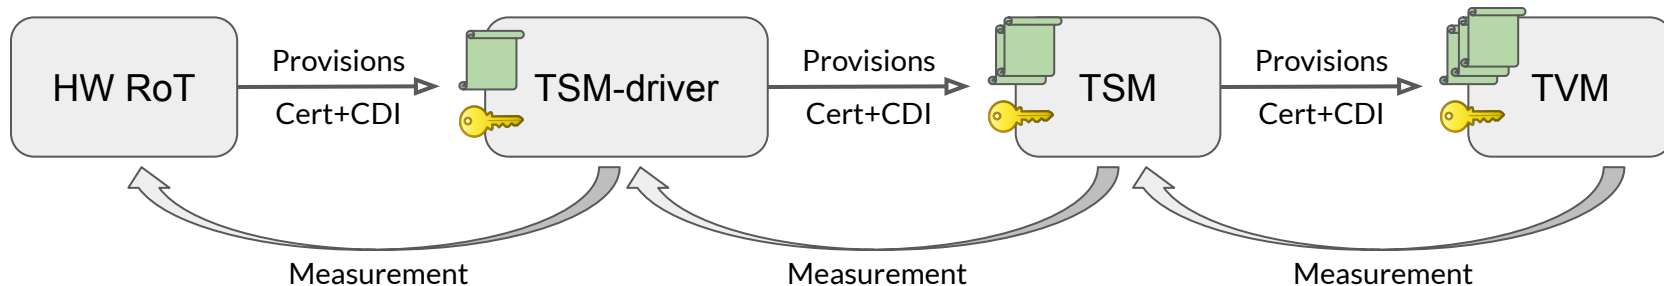 HW RoT
Provisions
Cert+CDI
TSM-driver
Provisions
Cert+CDI
TSM
Provisions
Cert+CDI
TVM
Measurement
Measurement
Measurement